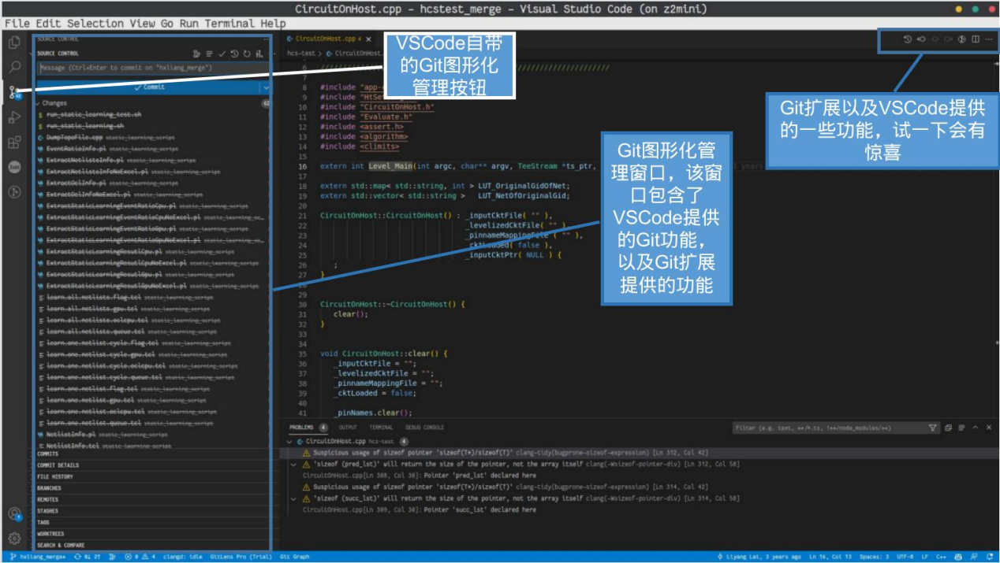 CircuitOnHost.cpp - hcstest_merge - Visual Studio Code (on z2mini)
File Edit Selection View Go Run Terminal Help
SOURCE CONTROL
SOURCE CONTROL
Message (Ctrl+Enter to commit on "hxliang_merge")
Commit
Changes
62
run_static_learning_test.sh
run_static_learning.sh
DumpTopoFile.cpp static_learning_script
EventRatioInfo.pl static_learning_script
ExtractNetlistsInfo.pl static_learning_script
ExtractNetlistsInfoNoExcel.pl static_learning_script
ExtractOclInfo.pl static_learning_script
ExtractOclInfoNoExcel.pl static_learning_script
ExtractStaticLearningEventRatioCpu.pl static_learning_script
ExtractStaticLearningEventRatioCpuNoExcel.pl static_learning_sc...
ExtractStaticLearningEventRatioGpu.pl static_learning_script
ExtractStaticLearningEventRatioGpuNoExcel.pl static_learning_sc...
ExtractStaticLearningResutlCpu.pl static_learning_script
ExtractStaticLearningResutlCpuNoExcel.pl static_learning_script
ExtractStaticLearningResutlGpu.pl static_learning_script
ExtractStaticLearningResutlGpuNoExcel.pl static_learning_script
learn.all.netlists.flag.tcl static_learning_script
learn.all.netlists.gpu.tcl static_learning_script
learn.all.netlists.oclcpu.tcl static_learning_script
learn.all.netlists.queue.tcl static_learning_script
learn.one.netlist.cycle.flag.tcl static_learning_script
learn.one.netlist.cycle.gpu.tcl static_learning_script
learn.one.netlist.cycle.oclcpu.tcl static_learning_script
learn.one.netlist.cycle.queue.tcl static_learning_script
learn.one.netlist.flag.tcl static_learning_script
learn.one.netlist.gpu.tcl static_learning_script
learn.one.netlist.oclcpu.tcl static_learning_script
learn.one.netlist.queue.tcl static_learning_script
NetlistInfo.pl static_learning_script
NetlistInfo.tcl static_learning_script
COMMITS
COMMIT DETAILS
FILE HISTORY
BRANCHES
REMOTES
STASHES
TAGS
WORKTREES
SEARCH & COMPARE
CircuitOnHost.cpp 4
hcs-test > CircuitOnHost.
VSCode自带
的Git图形化
管理按钮
Git扩展以及VSCode提供
的一些功能，试一下会有
惊喜
Git图形化管
理窗口，该窗
口包含了
VSCode提供
的Git功能，
以及Git扩展
提供的功能
6
7
8 #include "app-
9 #include "HtSe
10 #include "CircuitOnHost.h"
11 #include "Evaluate.h"
12 #include <assert.h>
13 #include <algorithm>
14 #include <climits>
15
16 extern int Level_Main(int argc, char** argv, TeeStream *ts_ptr, 3 years
17
18 extern std::map< std::string, int > LUT_OriginalGidOfNet;
19 extern std::vector< std::string > LUT_NetOfOriginalGid;
20
21 CircuitOnHost::CircuitOnHost() : _inputCktFile( "" ),
22 _levelizedCktFile( "" ),
23 _pinnameMappingFile ( "" ),
24 _cktLoaded( false ),
25 _inputCktPtr( NULL ) {
26 ;
27 }
28
29
30 CircuitOnHost::~CircuitOnHost() {
31 clear();
32 }
33
34
35 void CircuitOnHost::clear() {
36 _inputCktFile = "";
37 _levelizedCktFile = "";
38 _pinnameMappingFile = "";
39 _cktLoaded = false;
40
41 _pinNames.clear();
PROBLEMS 4 OUTPUT TERMINAL DEBUG CONSOLE
Filter (e.g. text, **/*.ts, !**/node_modules/**)
CircuitOnHost.cpp hcs-test 4
Suspicious usage of sizeof pointer 'sizeof(T*)/sizeof(T)' clang-tidy(bugprone-sizeof-expression) [Ln 312, Col 42]
'sizeof (pred_lst)' will return the size of the pointer, not the array itself clang(-Wsizeof-pointer-div) [Ln 312, Col 58]
CircuitOnHost.cpp[Ln 308, Col 30]: Pointer 'pred_lst' declared here
Suspicious usage of sizeof pointer 'sizeof(T*)/sizeof(T)' clang-tidy(bugprone-sizeof-expression) [Ln 314, Col 42]
'sizeof (succ_lst)' will return the size of the pointer, not the array itself clang(-Wsizeof-pointer-div) [Ln 314, Col 58]
CircuitOnHost.cpp[Ln 309, Col 30]: Pointer 'succ_lst' declared here
hxliang_merge* 0 4 clangd: idle GitLens Pro (Trial) Git Graph
Liyang Lai, 3 years ago Ln 16, Col 13 Spaces: 3 UTF-8 LF C++